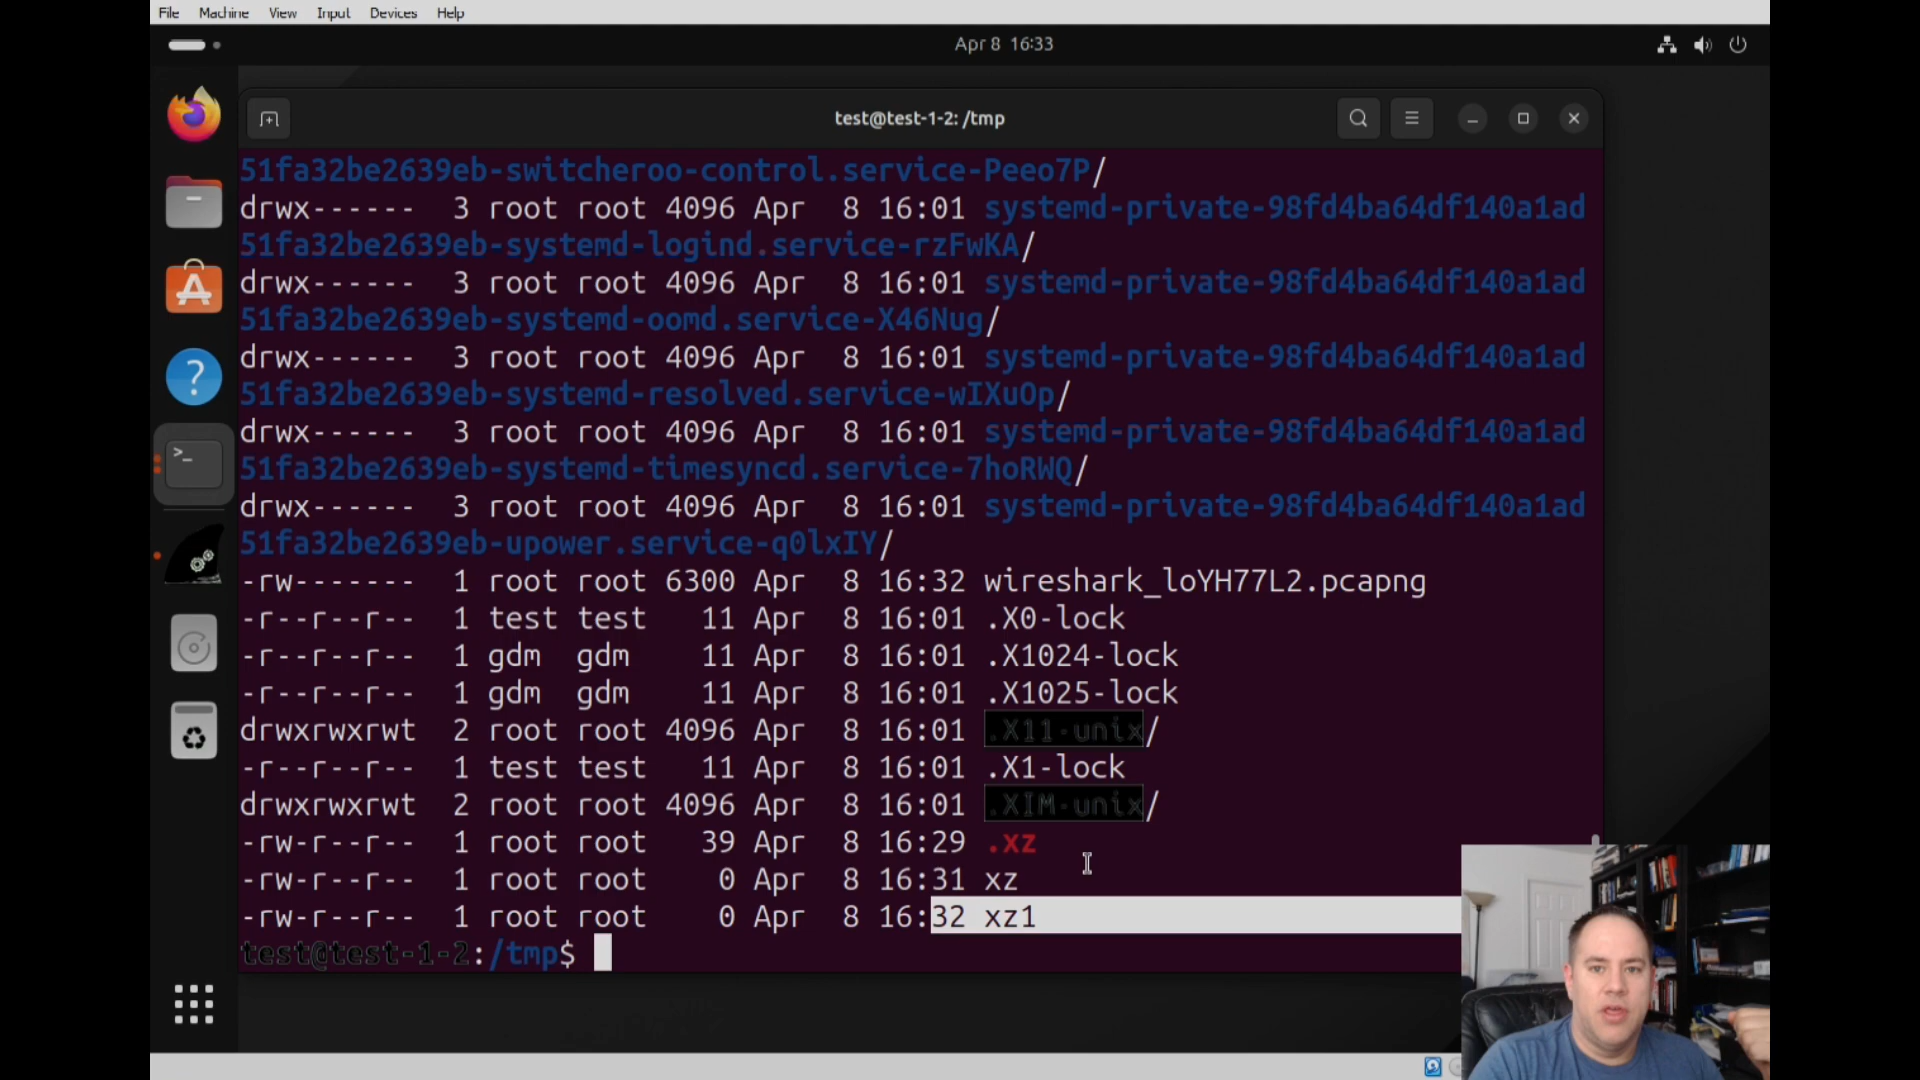 File Machine View Input Devices Help
Apr 8 16:33
test@test-1-2: /tmp
51fa32be2639eb-switcheroo-control.service-Peeo7P/
drwx------ 3 root root 4096 Apr 8 16:01 systemd-private-98fd4ba64df140a1ad
51fa32be2639eb-systemd-logind.service-rzFwKA/
drwx------ 3 root root 4096 Apr 8 16:01 systemd-private-98fd4ba64df140a1ad
51fa32be2639eb-systemd-oomd.service-X46Nug/
drwx------ 3 root root 4096 Apr 8 16:01 systemd-private-98fd4ba64df140a1ad
51fa32be2639eb-systemd-resolved.service-wIXuOp/
drwx------ 3 root root 4096 Apr 8 16:01 systemd-private-98fd4ba64df140a1ad
51fa32be2639eb-systemd-timesyncd.service-7hoRWQ/
drwx------ 3 root root 4096 Apr 8 16:01 systemd-private-98fd4ba64df140a1ad
51fa32be2639eb-upower.service-q0lxIY/
-rw------- 1 root root 6300 Apr 8 16:32 wireshark_loYH77L2.pcapng
-r--r--r-- 1 test test 11 Apr 8 16:01 .X0-lock
-r--r--r-- 1 gdm gdm 11 Apr 8 16:01 .X1024-lock
-r--r--r-- 1 gdm gdm 11 Apr 8 16:01 .X1025-lock
drwxrwxrwt 2 root root 4096 Apr 8 16:01 .X11-unix/
-r--r--r-- 1 test test 11 Apr 8 16:01 .X1-lock
drwxrwxrwt 2 root root 4096 Apr 8 16:01 .XIM-unix/
-rw-r--r-- 1 root root 39 Apr 8 16:29 .xz
-rw-r--r-- 1 root root 0 Apr 8 16:31 xz
-rw-r--r-- 1 root root 0 Apr 8 16:32 xz1
test@test-1-2:/tmp$